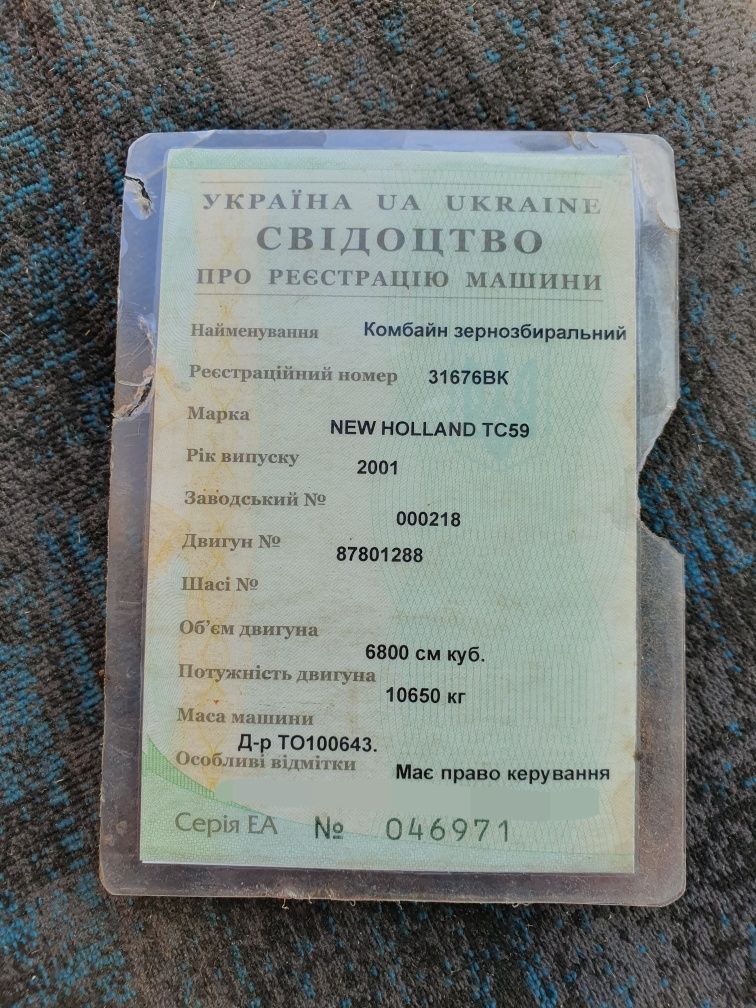 УКРАЇНА UA UKRAINE
СВІДОЦТВО
ПРО РЕЄСТРАЦІЮ МАШИНИ
Найменування Комбайн зернозбиральний
Реєстраційний номер 31676ВК
Марка
NEW HOLLAND TC59
Рік випуску
2001
Заводський №
000218
Двигун №
87801288
Шасі №
Об'єм двигуна
6800 см куб.
Потужність двигуна
10650 кг
Маса машини
Д-р ТО100643.
Особливі відмітки
Має право керування
Серія ЕА № 046971